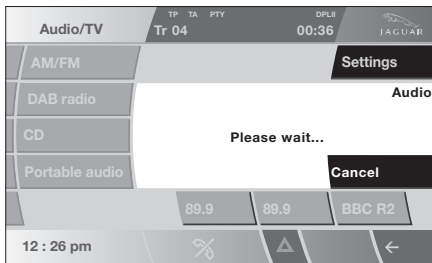 Audio/TV
TP TA PTY
Tr 04
DPLII
00:36
JAGUAR
AM/FM
Settings
DAB radio
Audio
CD
Please wait...
Portable audio
Cancel
89.9
89.9
BBC R2
12 : 26 pm